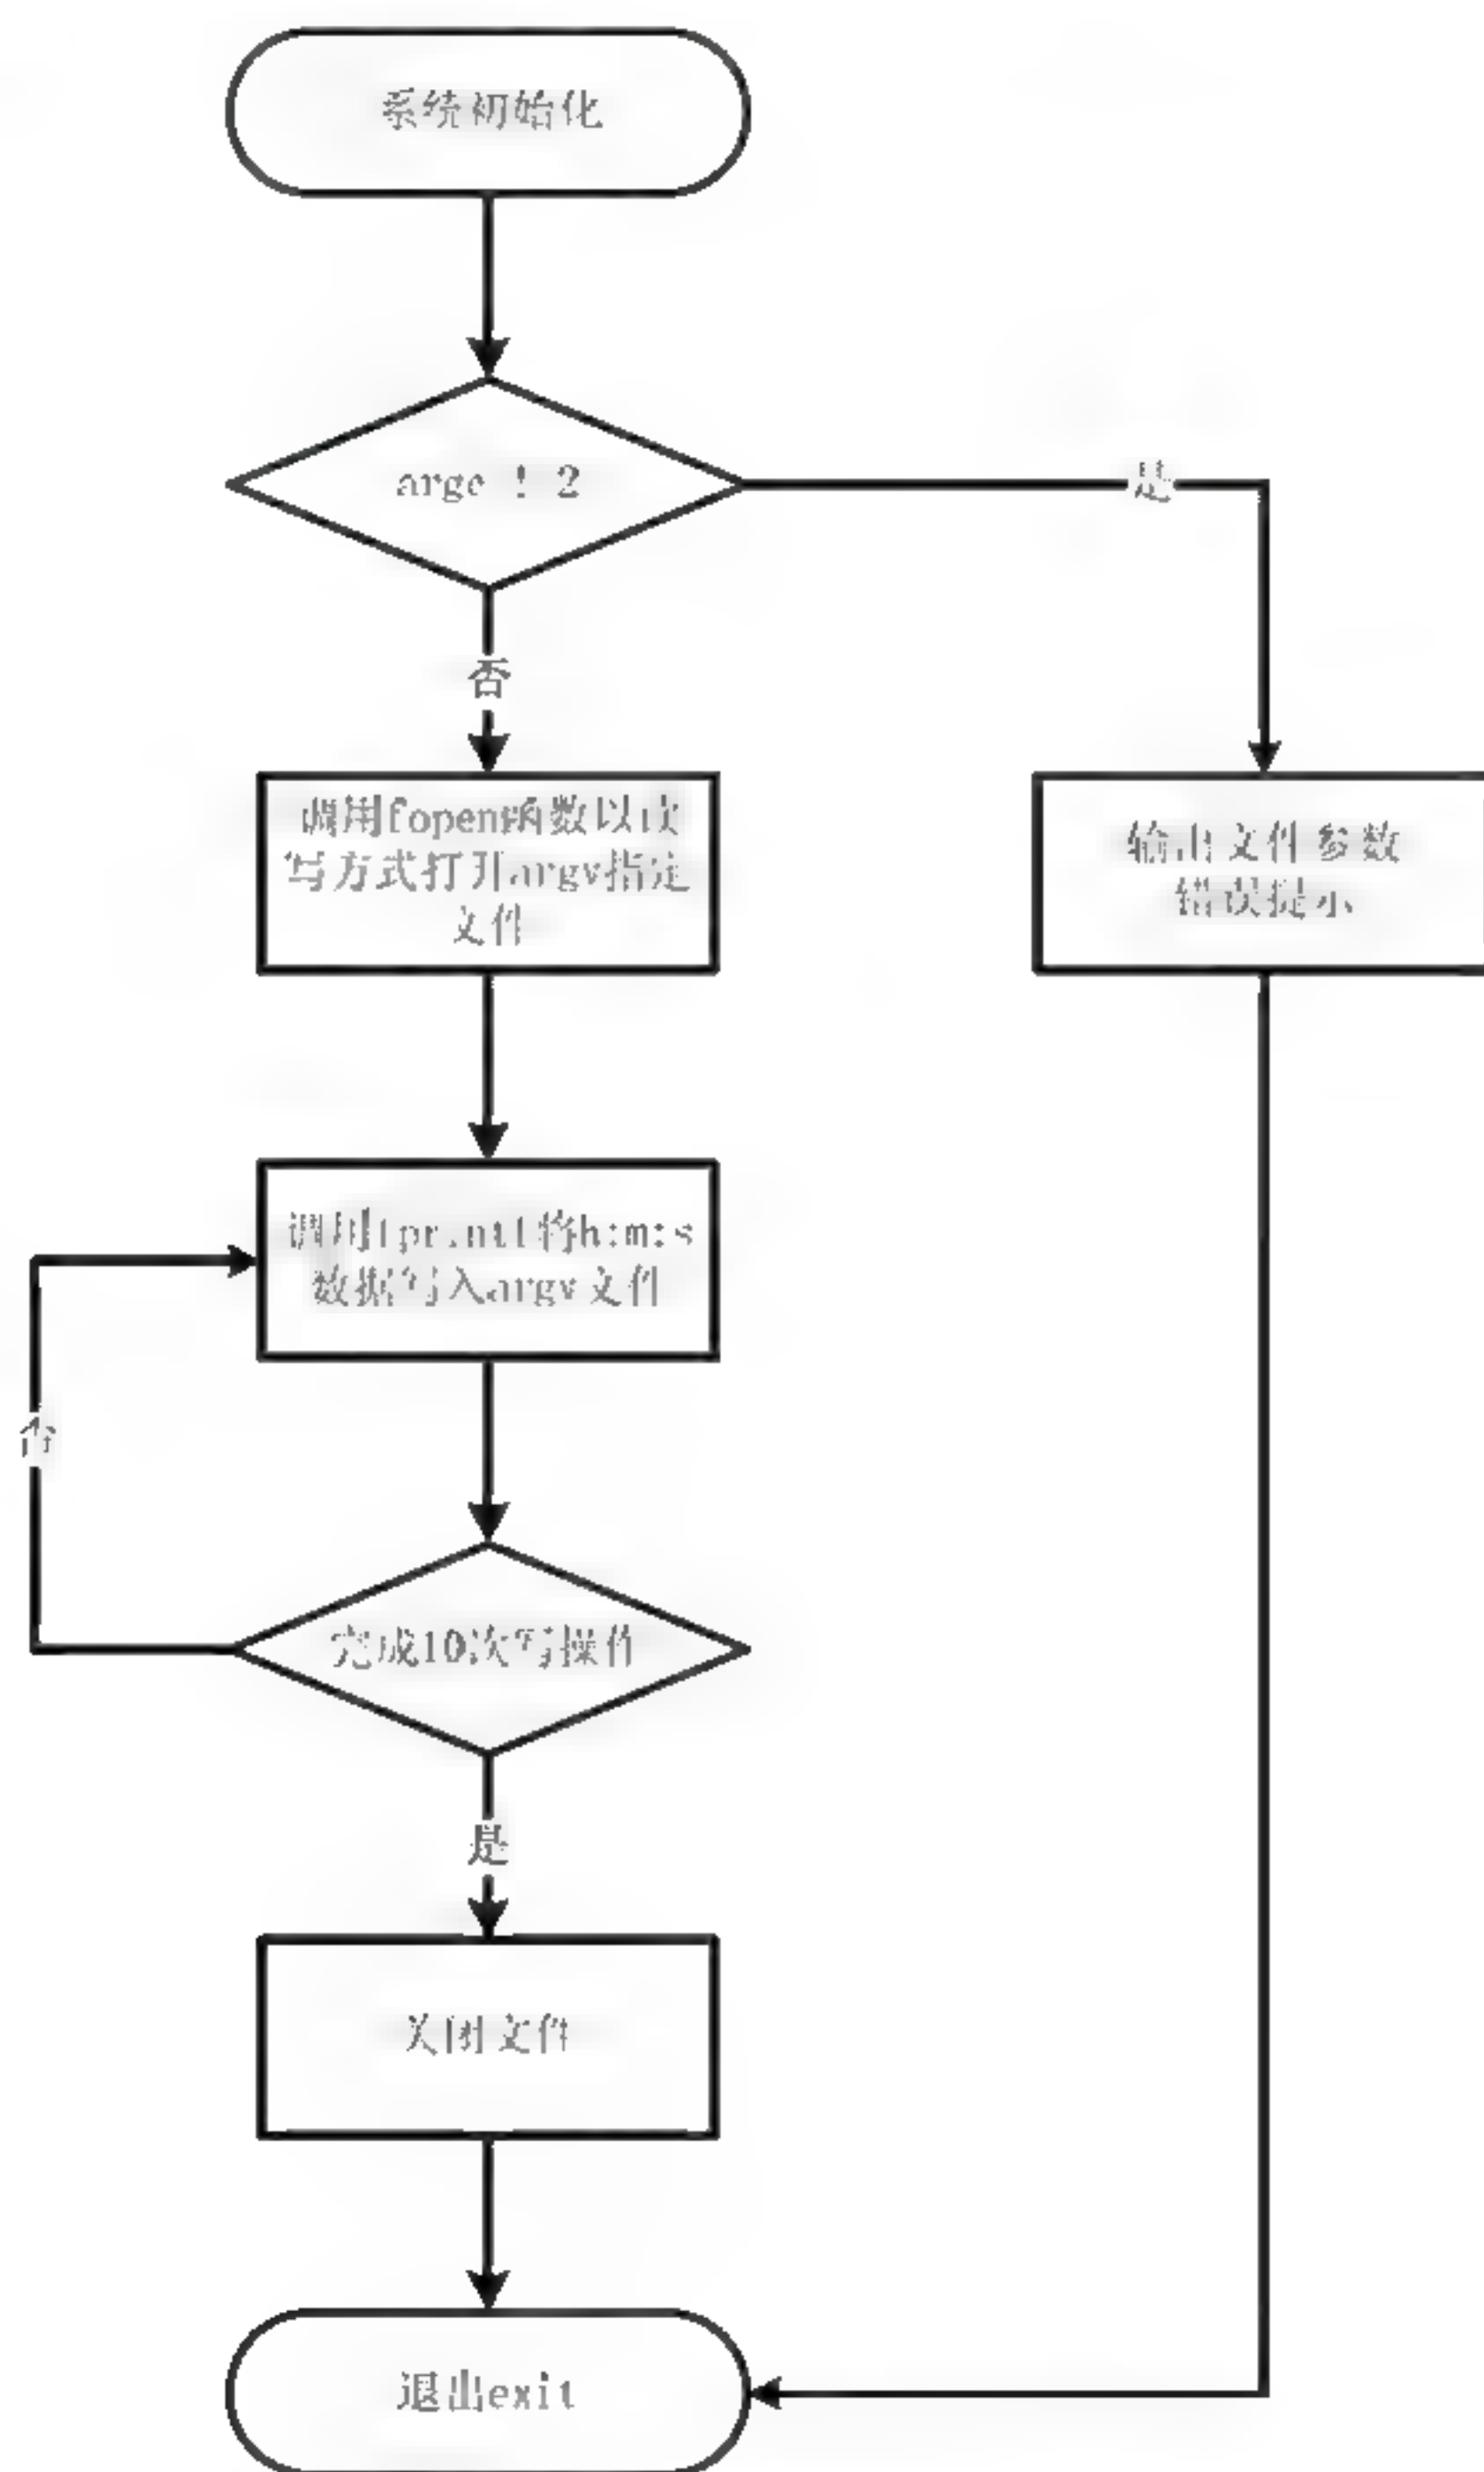 系统初始化
arge ! 2
是
否
调用fopen函数以读
写方式打开argv指定
文件
输出文件参数
错误提示
调用fprintf将h:m:s
数据写入argv文件
否
完成10次写操作
是
关闭文件
退出exit